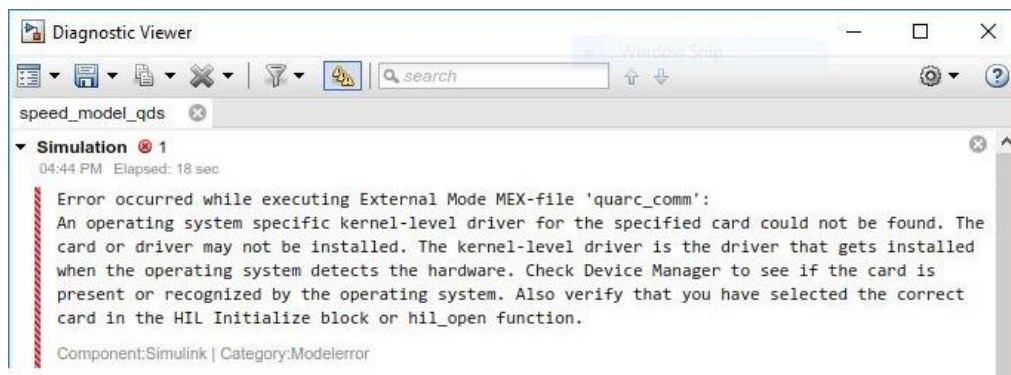 Diagnostic Viewer
Window Snip
search
speed_model_qds
Simulation 1
04:44 PM Elapsed: 18 sec
Error occurred while executing External Mode MEX-file 'quarc_comm':
An operating system specific kernel-level driver for the specified card could not be found. The
card or driver may not be installed. The kernel-level driver is the driver that gets installed
when the operating system detects the hardware. Check Device Manager to see if the card is
present or recognized by the operating system. Also verify that you have selected the correct
card in the HIL Initialize block or hil_open function.
Component:Simulink | Category:Modelerror